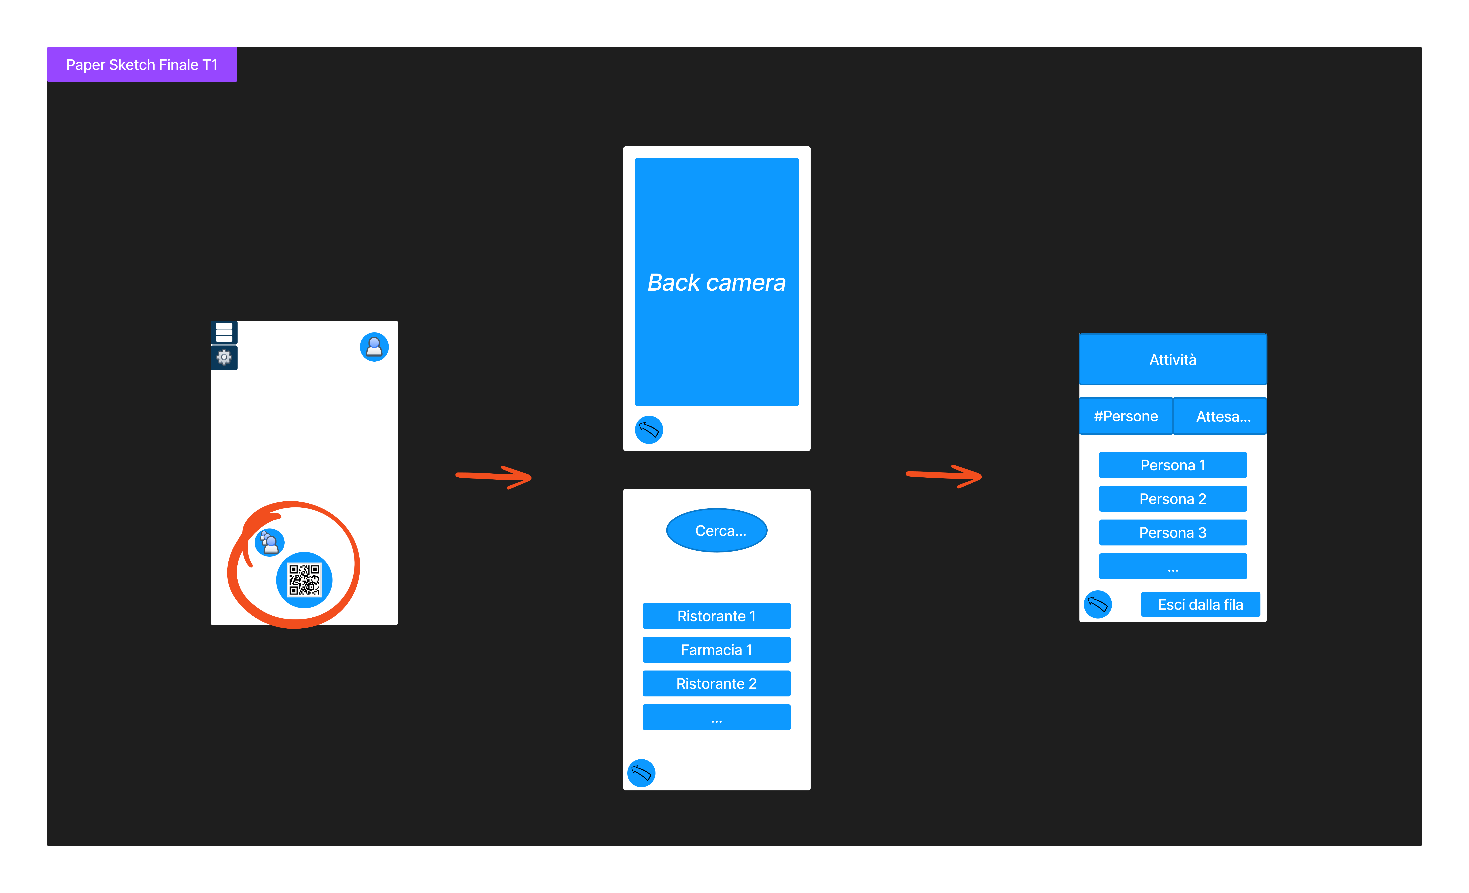 Paper Sketch Finale T1
Back camera
Cerca...
Ristorante 1
Farmacia 1
Ristorante 2
...
Attività
#Persone
Attesa...
Persona 1
Persona 2
Persona 3
...
Esci dalla fila